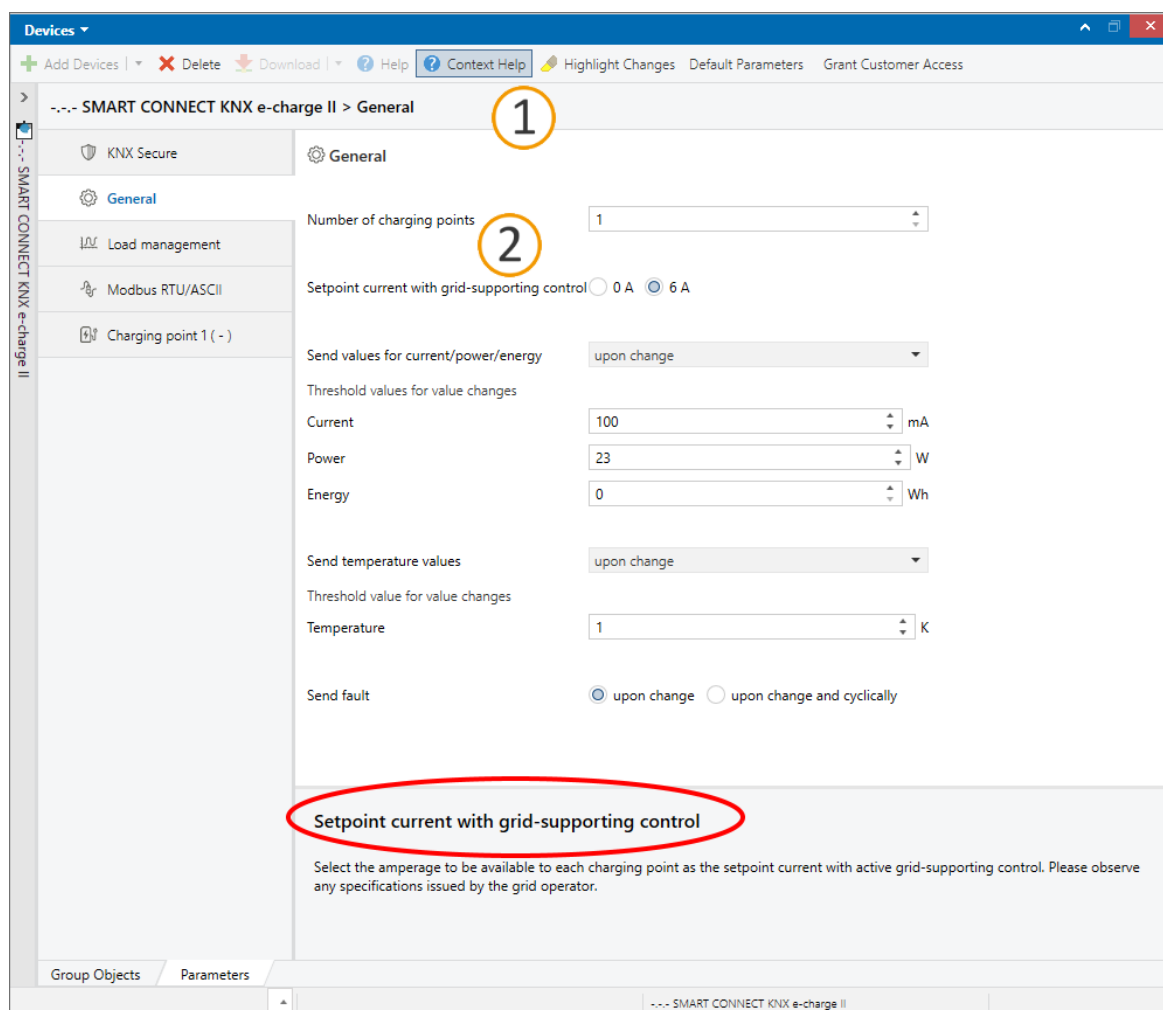 Devices
Add Devices Delete Download Help Context Help Highlight Changes Default Parameters Grant Customer Access
-.-.- SMART CONNECT KNX e-charge II > General
1
-.-.- SMART CONNECT KNX e-charge II
KNX Secure
General
Load management
Modbus RTU/ASCII
Charging point 1 ( - )
General
Number of charging points 1
2
Setpoint current with grid-supporting control 0 A 6 A
Send values for current/power/energy upon change
Threshold values for value changes
Current 100 mA
Power 23 W
Energy 0 Wh
Send temperature values upon change
Threshold value for value changes
Temperature 1 K
Send fault upon change upon change and cyclically
Setpoint current with grid-supporting control
Select the amperage to be available to each charging point as the setpoint current with active grid-supporting control. Please observe
any specifications issued by the grid operator.
Group Objects Parameters
-.-.- SMART CONNECT KNX e-charge II